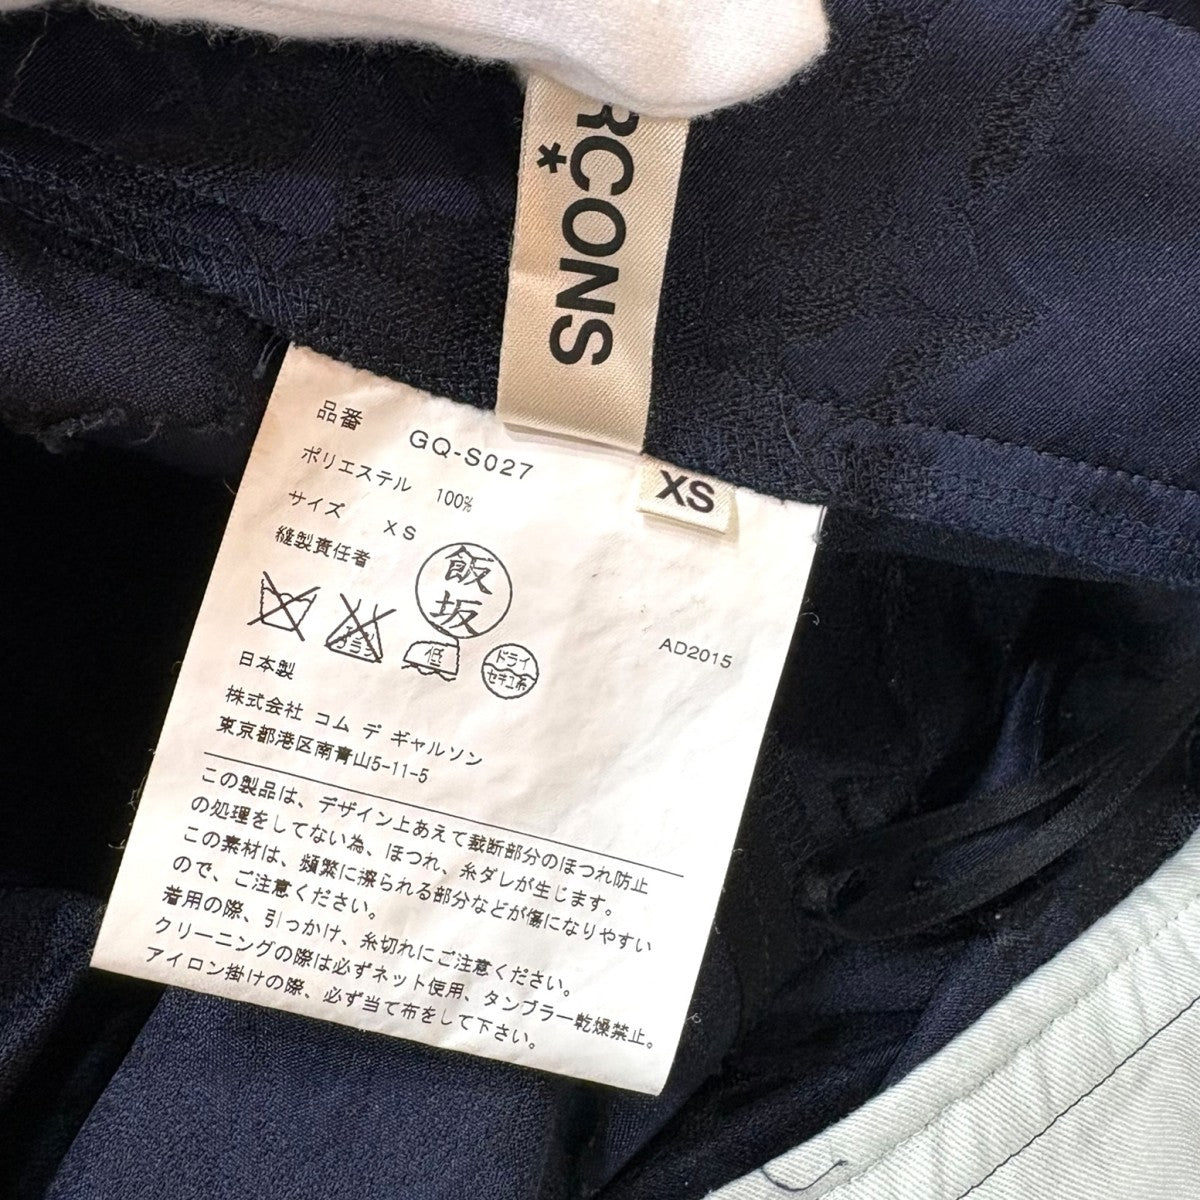 RÇONS
*
XS
品番 GQ-S027
ポリエステル 100%
サイズ XS
縫製責任者 飯坂
低
ドライ
セキユ系
AD2015
日本製
株式会社 コム デ ギャルソン
東京都港区南青山5-11-5
この製品は、デザイン上あえて裁断部分のほつれ防止
の処理をしてない為、ほつれ、糸ダレが生じます。
この素材は、頻繁に擦られる部分などが傷になりやすい
ので、ご注意ください。
着用の際、引っかけ、糸切れにご注意ください。
クリーニングの際は必ずネット使用、タンブラー乾燥禁止。
アイロン掛けの際、必ず当て布をして下さい。